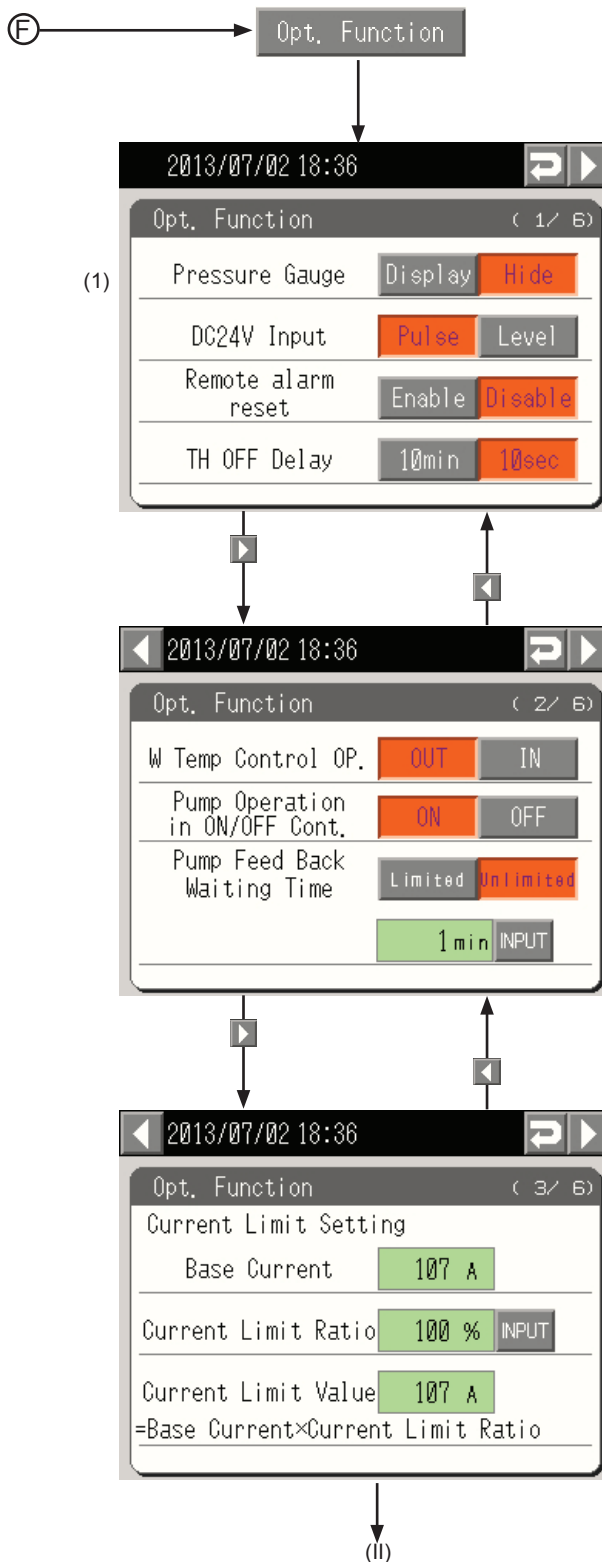 F
Opt. Function
2013/07/02 18:36
Opt. Function ( 1/ 6)
(1)
Pressure Gauge Display Hide
DC24V Input Pulse Level
Remote alarm
reset Enable Disable
TH OFF Delay 10min 10sec
2013/07/02 18:36
Opt. Function ( 2/ 6)
W Temp Control OP. OUT IN
Pump Operation
in ON/OFF Cont. ON OFF
Pump Feed Back
Waiting Time Limited Unlimited
1 min INPUT
2013/07/02 18:36
Opt. Function ( 3/ 6)
Current Limit Setting
Base Current 107 A
Current Limit Ratio 100 % INPUT
Current Limit Value 107 A
=Base Current×Current Limit Ratio
(II)